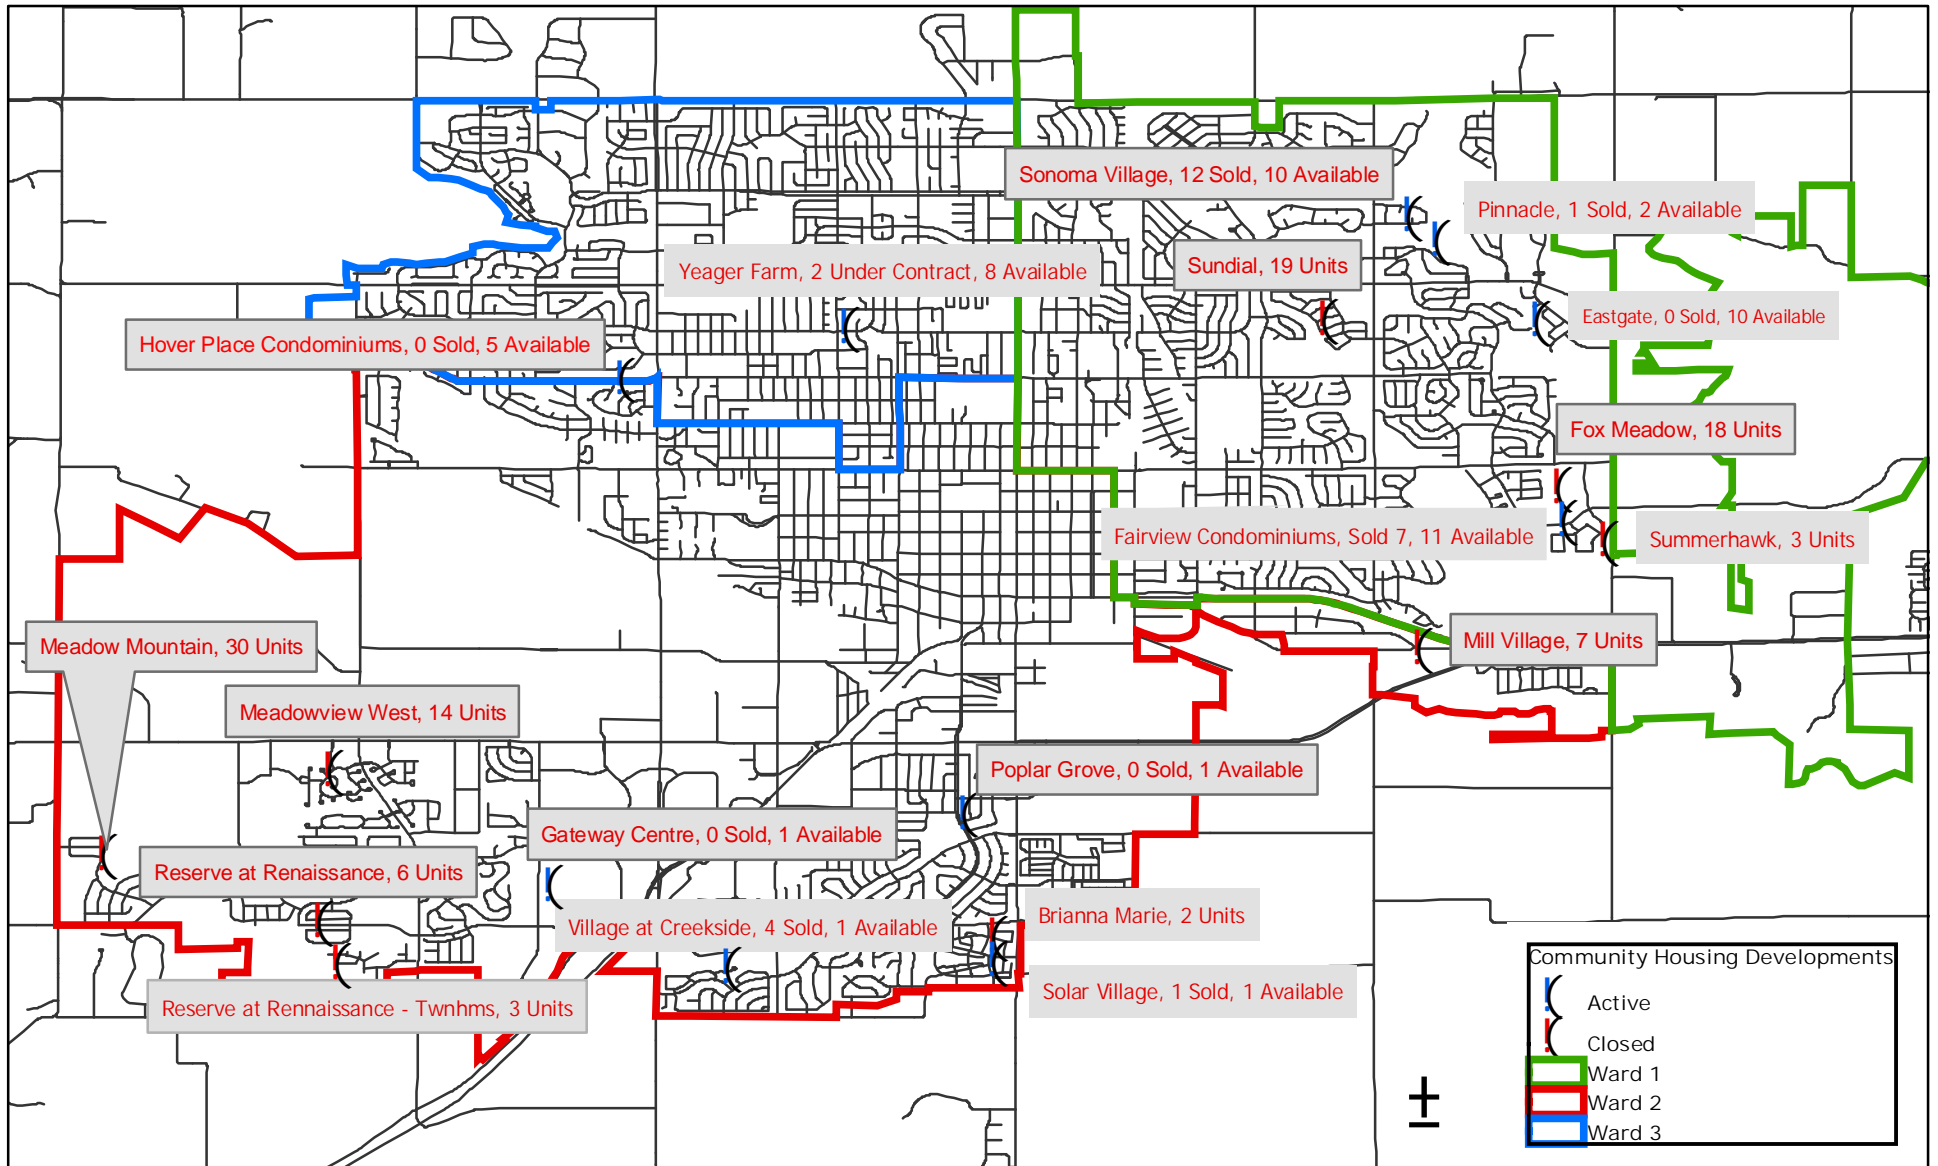 Sonoma Village, 12 Sold, 10 Available
Pinnacle, 1 Sold, 2 Available
Yeager Farm, 2 Under Contract, 8 Available
Sundial, 19 Units
Eastgate, 0 Sold, 10 Available
Hover Place Condominiums, 0 Sold, 5 Available
Fox Meadow, 18 Units
Fairview Condominiums, Sold 7, 11 Available
Summerhawk, 3 Units
Meadow Mountain, 30 Units
Mill Village, 7 Units
Meadowview West, 14 Units
Poplar Grove, 0 Sold, 1 Available
Gateway Centre, 0 Sold, 1 Available
Reserve at Renaissance, 6 Units
Village at Creekside, 4 Sold, 1 Available
Brianna Marie, 2 Units
Solar Village, 1 Sold, 1 Available
Reserve at Rennaissance - Twnhms, 3 Units
Community Housing Developments
Active
Closed
Ward 1
Ward 2
Ward 3
±